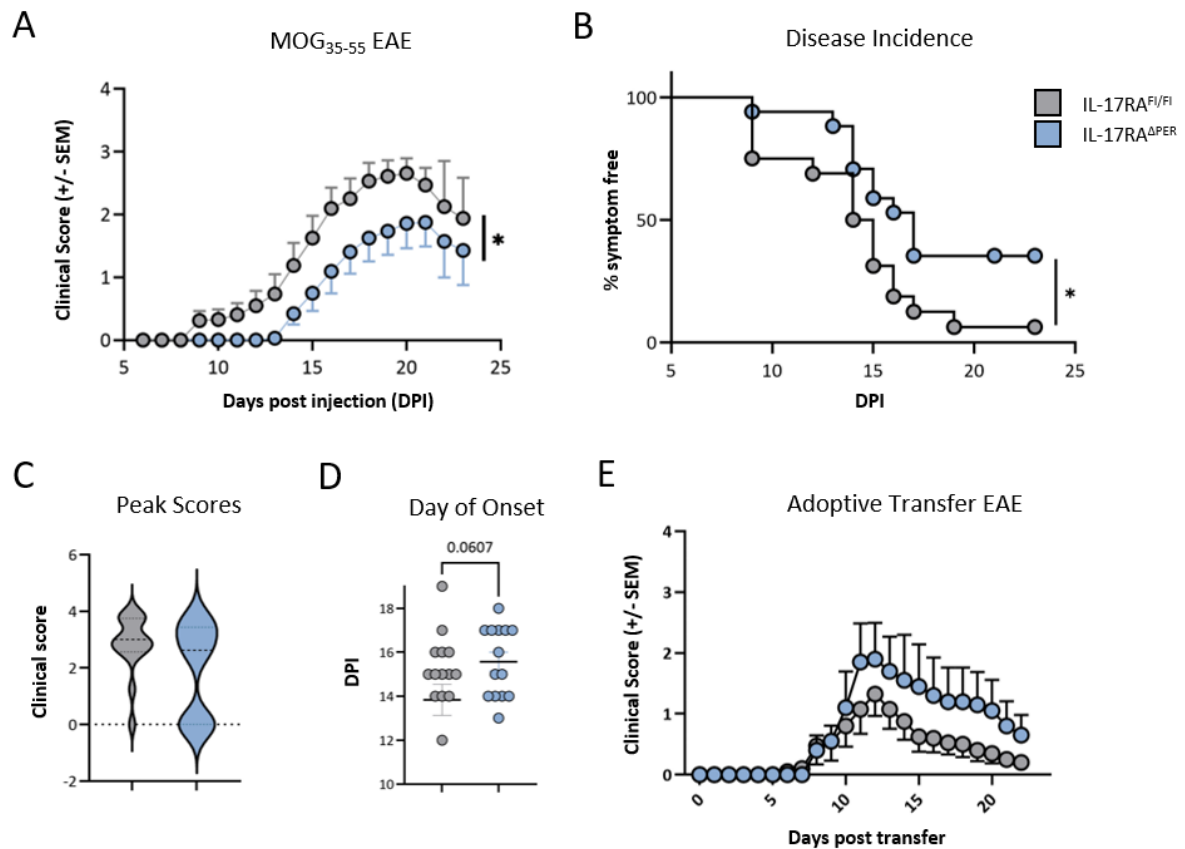 A
MOG35-55 EAE
Clinical Score (+/- SEM)
4
3
2
1
0
5 10 15 20 25
Days post injection (DPI)
*
B
Disease Incidence
% symptom free
100
50
0
5 10 15 20 25
DPI
*
IL-17RAFl/Fl
IL-17RAΔPER
C
Peak Scores
Clinical score
6
4
2
0
-2
D
Day of Onset
0.0607
DPI
18
16
14
12
10
E
Adoptive Transfer EAE
Clinical Score (+/- SEM)
4
3
2
1
0
0 5 10 15 20
Days post transfer